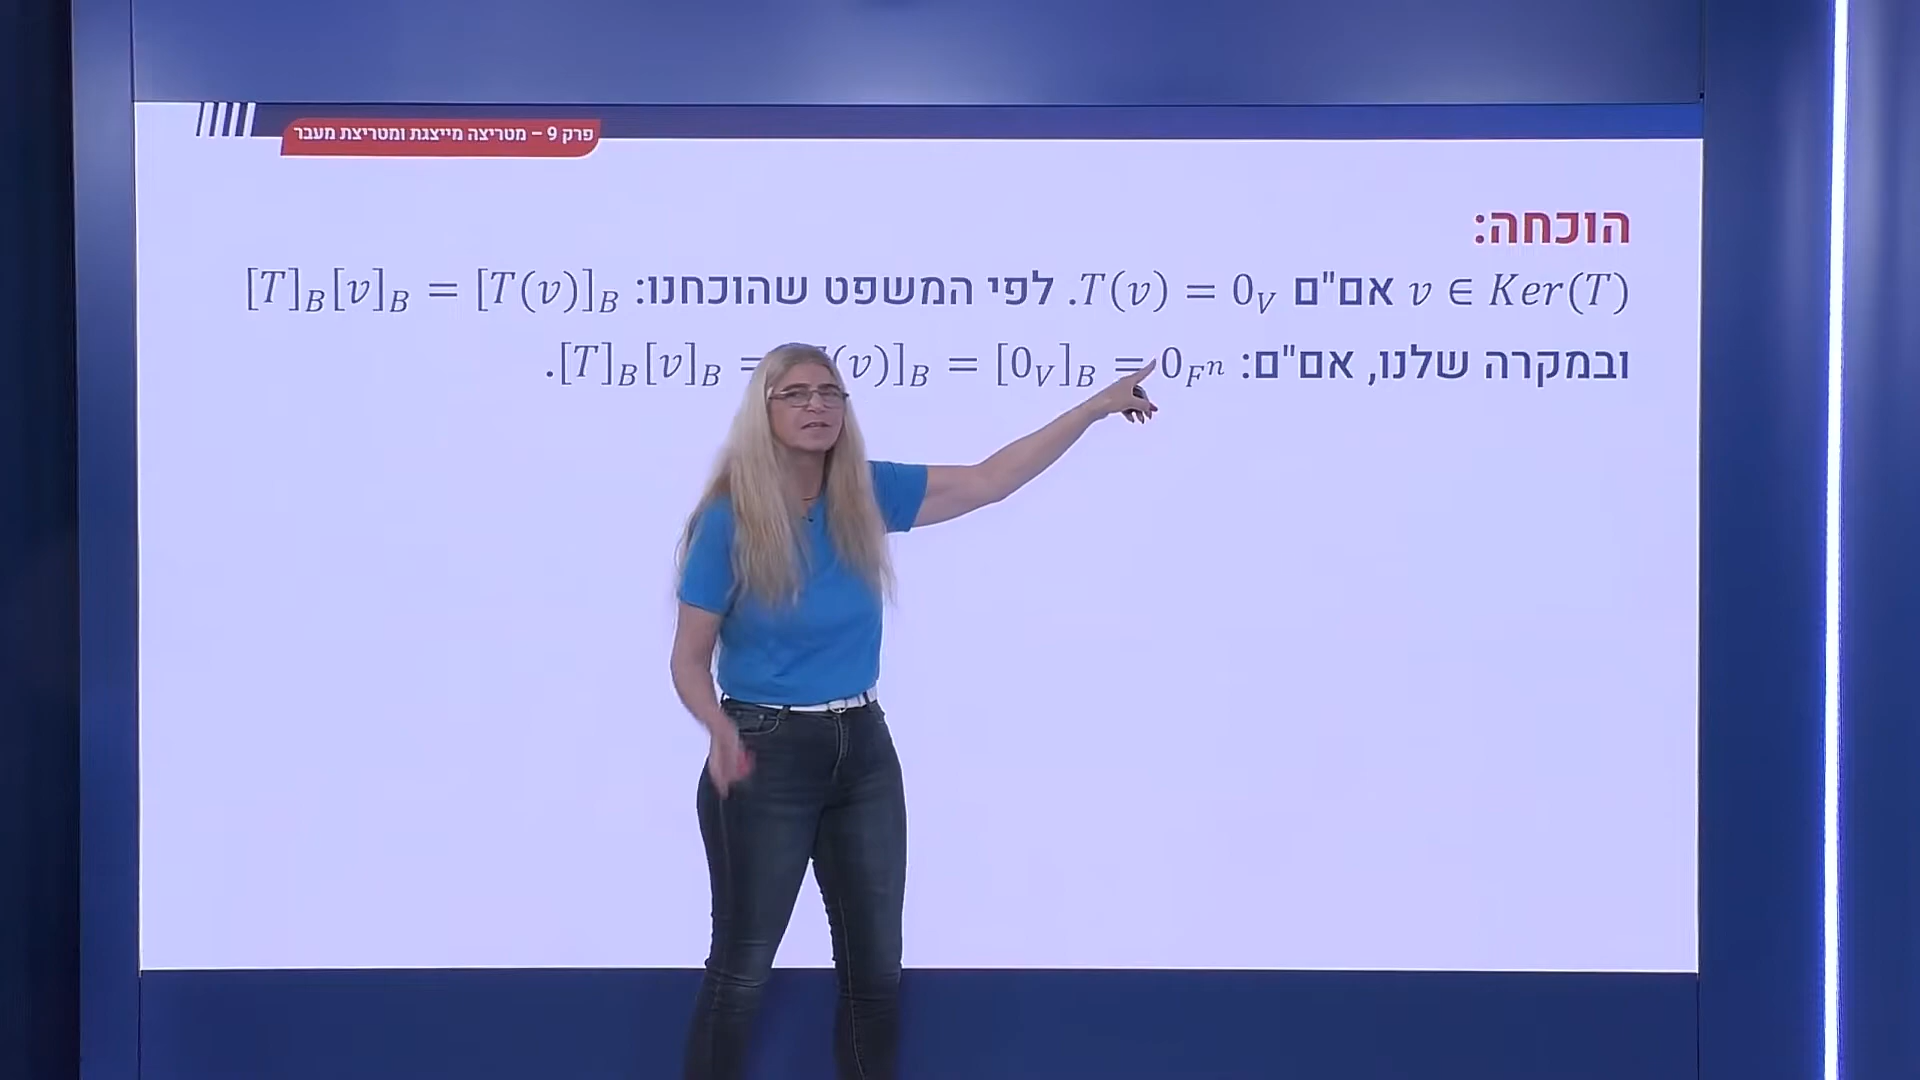 פרק 9 – מטריצה מייצגת ומטריצת מעבר
הוכחה:
v ∈ Ker(T) אם"ם T(v) = 0_V. לפי המשפט שהוכחנו: [T]_B[v]_B = [T(v)]_B
ובמקרה שלנו, אם"ם: [T]_B[v]_B = (v)]_B = [0_V]_B = 0_{F^n}.